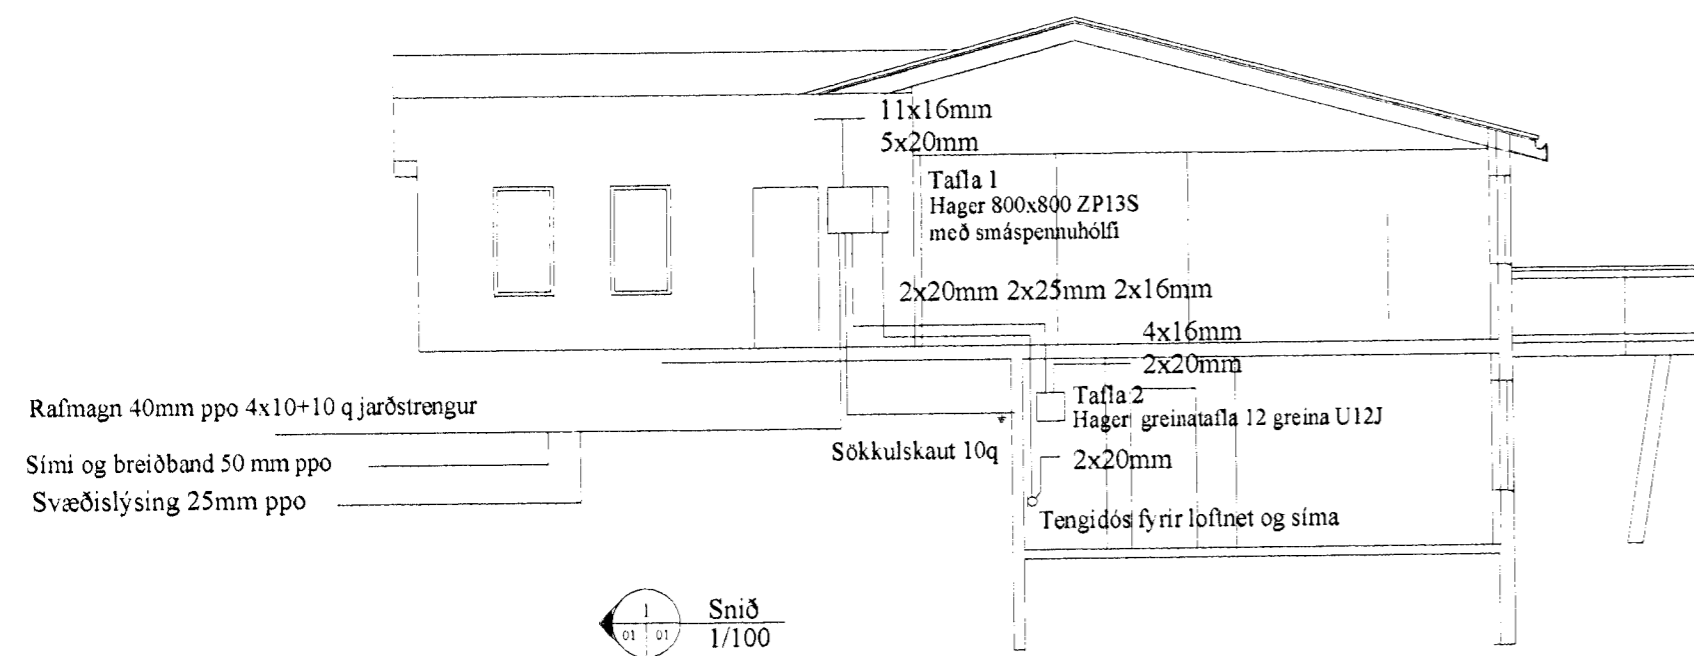 11x16mm
5x20mm
Tafla 1
Hager 800x800 ZP13S
með smáspennuhólfi
2x20mm 2x25mm 2x16mm
4x16mm
2x20mm
Tafla 2
Hager greinatafla 12 greina U12J
Rafmagn 40mm ppo 4x10+10 q jarðstrengur
Sökkulskaut 10q
Sími og breiðband 50 mm ppo
2x20mm
Svæðislýsing 25mm ppo
Tengidós fyrir loftnet og síma
1
01 01
Snið
1/100